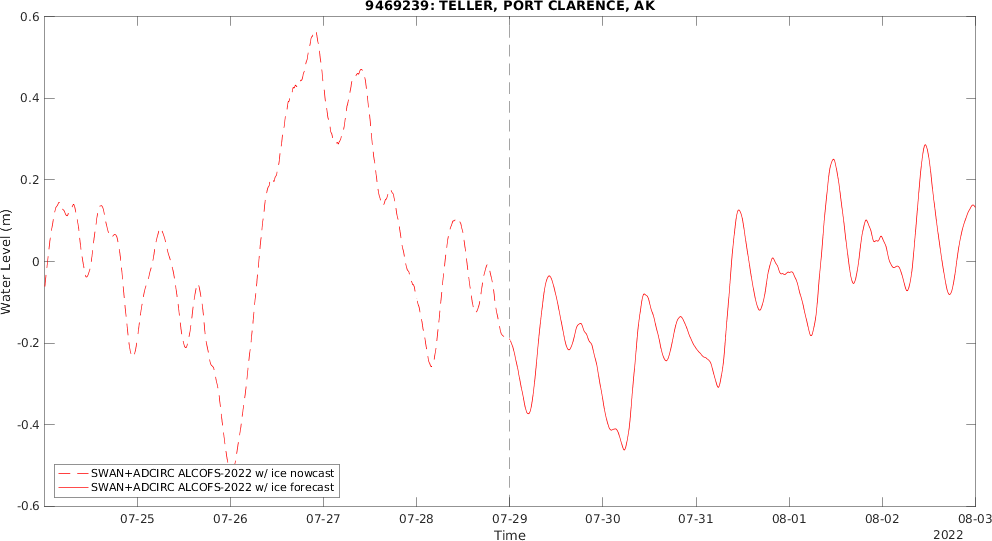 9469239: TELLER, PORT CLARENCE, AK
0.6
0.4
0.2
0
-0.2
-0.4
-0.6
Water Level (m)
SWAN+ADCIRC ALCOFS-2022 w/ ice nowcast
SWAN+ADCIRC ALCOFS-2022 w/ ice forecast
07-25 07-26 07-27 07-28 07-29 07-30 07-31 08-01 08-02 08-03
Time
2022